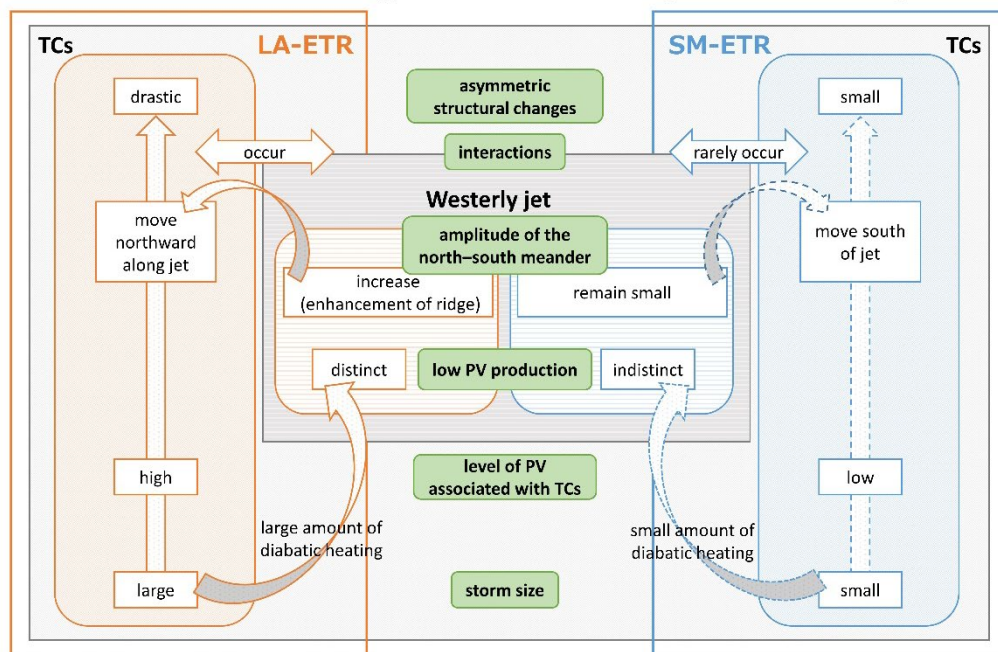 TCs
LA-ETR
SM-ETR
TCs
drastic
asymmetric
structural changes
small
occur
interactions
rarely occur
Westerly jet
move
northward
along jet
amplitude of the
north–south meander
move south
of jet
increase
(enhancement of ridge)
remain small
distinct
low PV production
indistinct
high
level of PV
associated with TCs
low
large amount of
diabatic heating
small amount of
diabatic heating
large
storm size
small